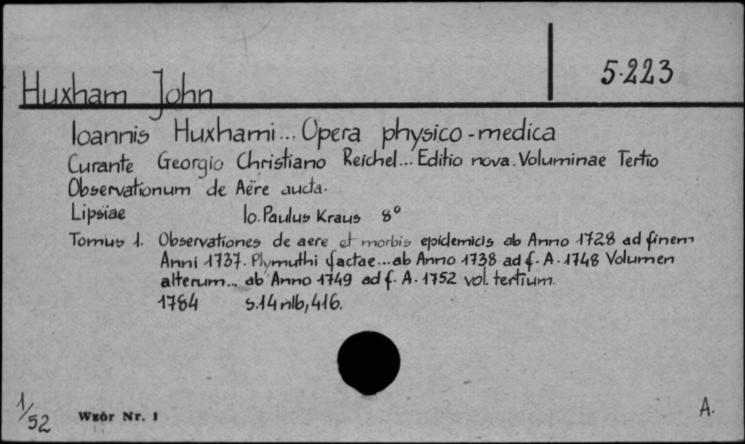 5.223
Huxham John
Ioannis Huxhami... Opera physico-medica
Curante Georgio Christiano Reichel... Editio nova. Voluminae Tertio
Observationum de Aëre aucta.
Lipsiae Io. Paulus Kraus 8°
Tomus 1. Observationes de aere et morbis epidemicis ab Anno 1728 ad finem
Anni 1737. Plymuthi factae... ab Anno 1738 ad f. A. 1748 Volumen
alterum... ab Anno 1749 ad f. A. 1752 vol. tertium.
1784 s. 14 nlb, 416.
1/52 Wzór Nr. 1 A.